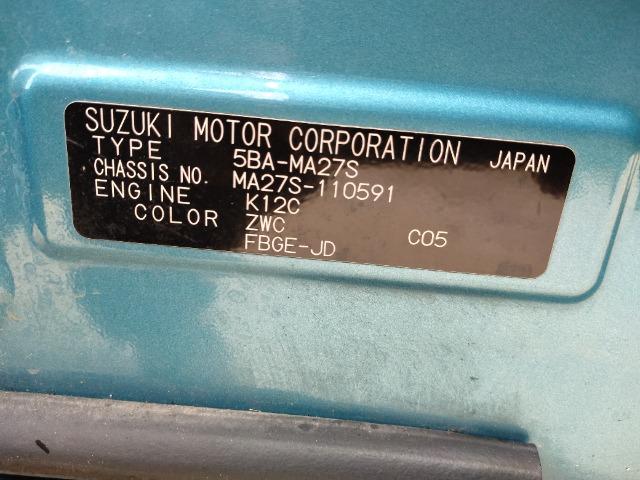 SUZUKI MOTOR CORPORATION JAPAN
TYPE 5BA-MA27S
CHASSIS NO. MA27S-110591
ENGINE K12C
COLOR ZWC C05
FBGE-JD